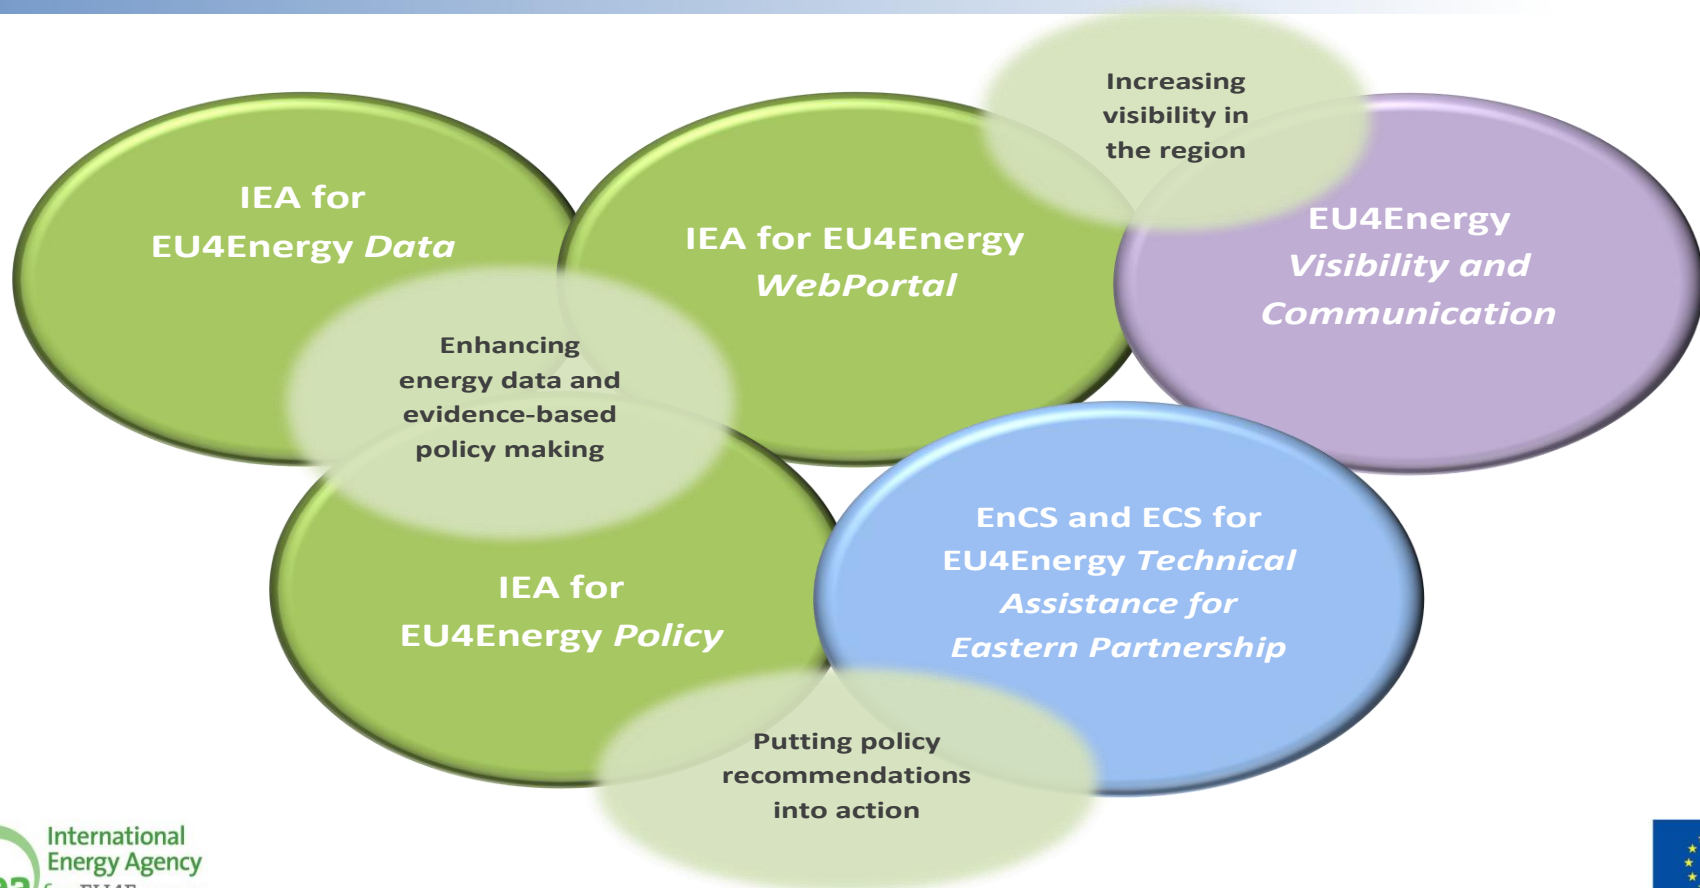 Increasing
visibility in
the region
IEA for
EU4Energy Data
IEA for EU4Energy
WebPortal
EU4Energy
Visibility and
Communication
Enhancing
energy data and
evidence-based
policy making
EnCS and ECS for
EU4Energy Technical
Assistance for
Eastern Partnership
IEA for
EU4Energy Policy
Putting policy
recommendations
into action
International
Energy Agency